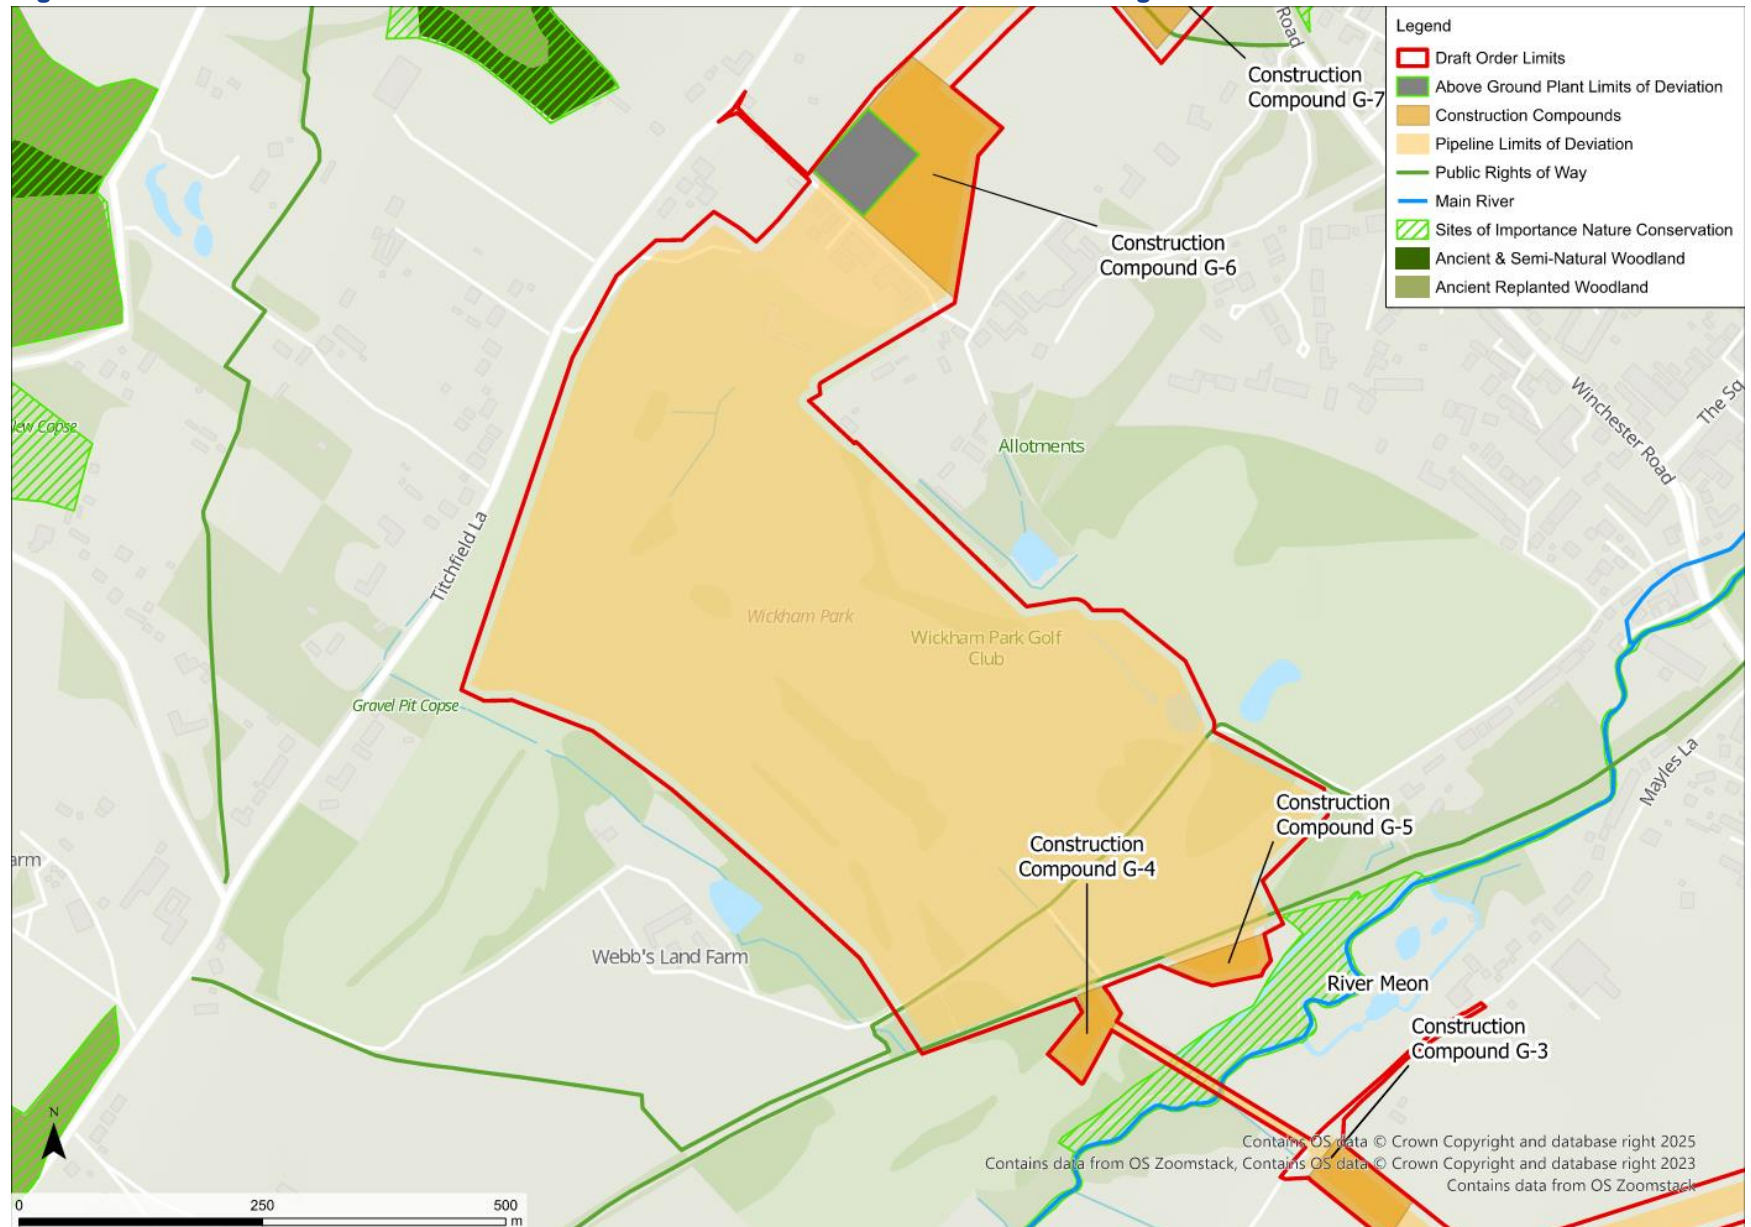 Road
Construction
Compound G-7
Legend
Draft Order Limits
Above Ground Plant Limits of Deviation
Construction Compounds
Pipeline Limits of Deviation
Public Rights of Way
Main River
Sites of Importance Nature Conservation
Ancient & Semi-Natural Woodland
Ancient Replanted Woodland
Construction
Compound G-6
Winchester Road
The Sq
Allotments
Copse
Titchfield La
Wickham Park
Wickham Park Golf
Club
Gravel Pit Copse
Mayles La
Construction
Compound G-5
Construction
Compound G-4
arm
Webb's Land Farm
River Meon
Construction
Compound G-3
N
Contains OS data © Crown Copyright and database right 2025
Contains data from OS Zoomstack, Contains OS data © Crown Copyright and database right 2023
Contains data from OS Zoomstack
0 250 500
m